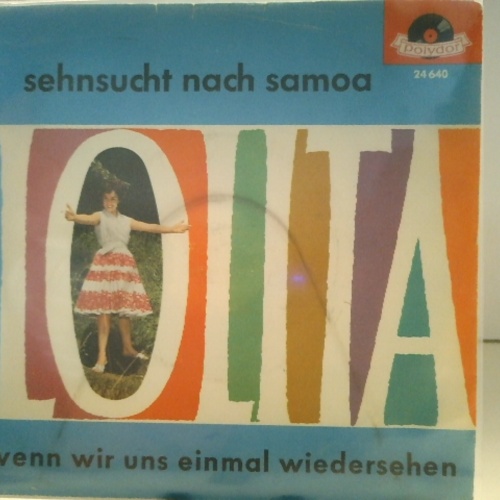 Polydor
24 640
sehnsucht nach samoa
LOLITA
wenn wir uns einmal wiedersehen